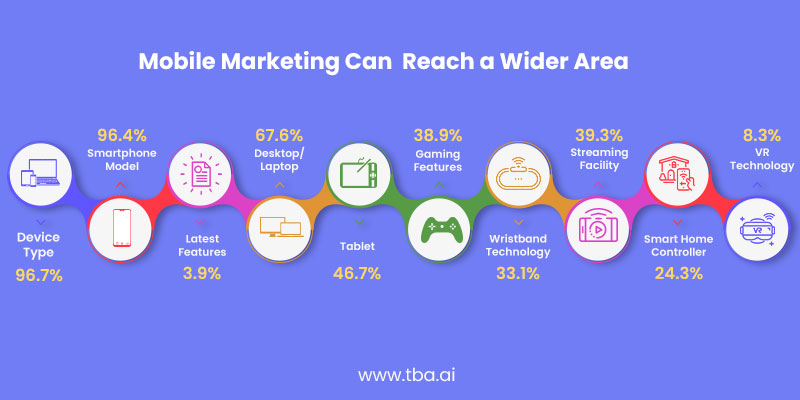 Mobile Marketing Can Reach a Wider Area
96.4%
Smartphone
Model
67.6%
Desktop/
Laptop
38.9%
Gaming
Features
39.3%
Streaming
Facility
8.3%
VR
Technology
Device
Type
96.7%
Latest
Features
3.9%
Tablet
46.7%
Wristband
Technology
33.1%
Smart Home
Controller
24.3%
VR
www.tba.ai